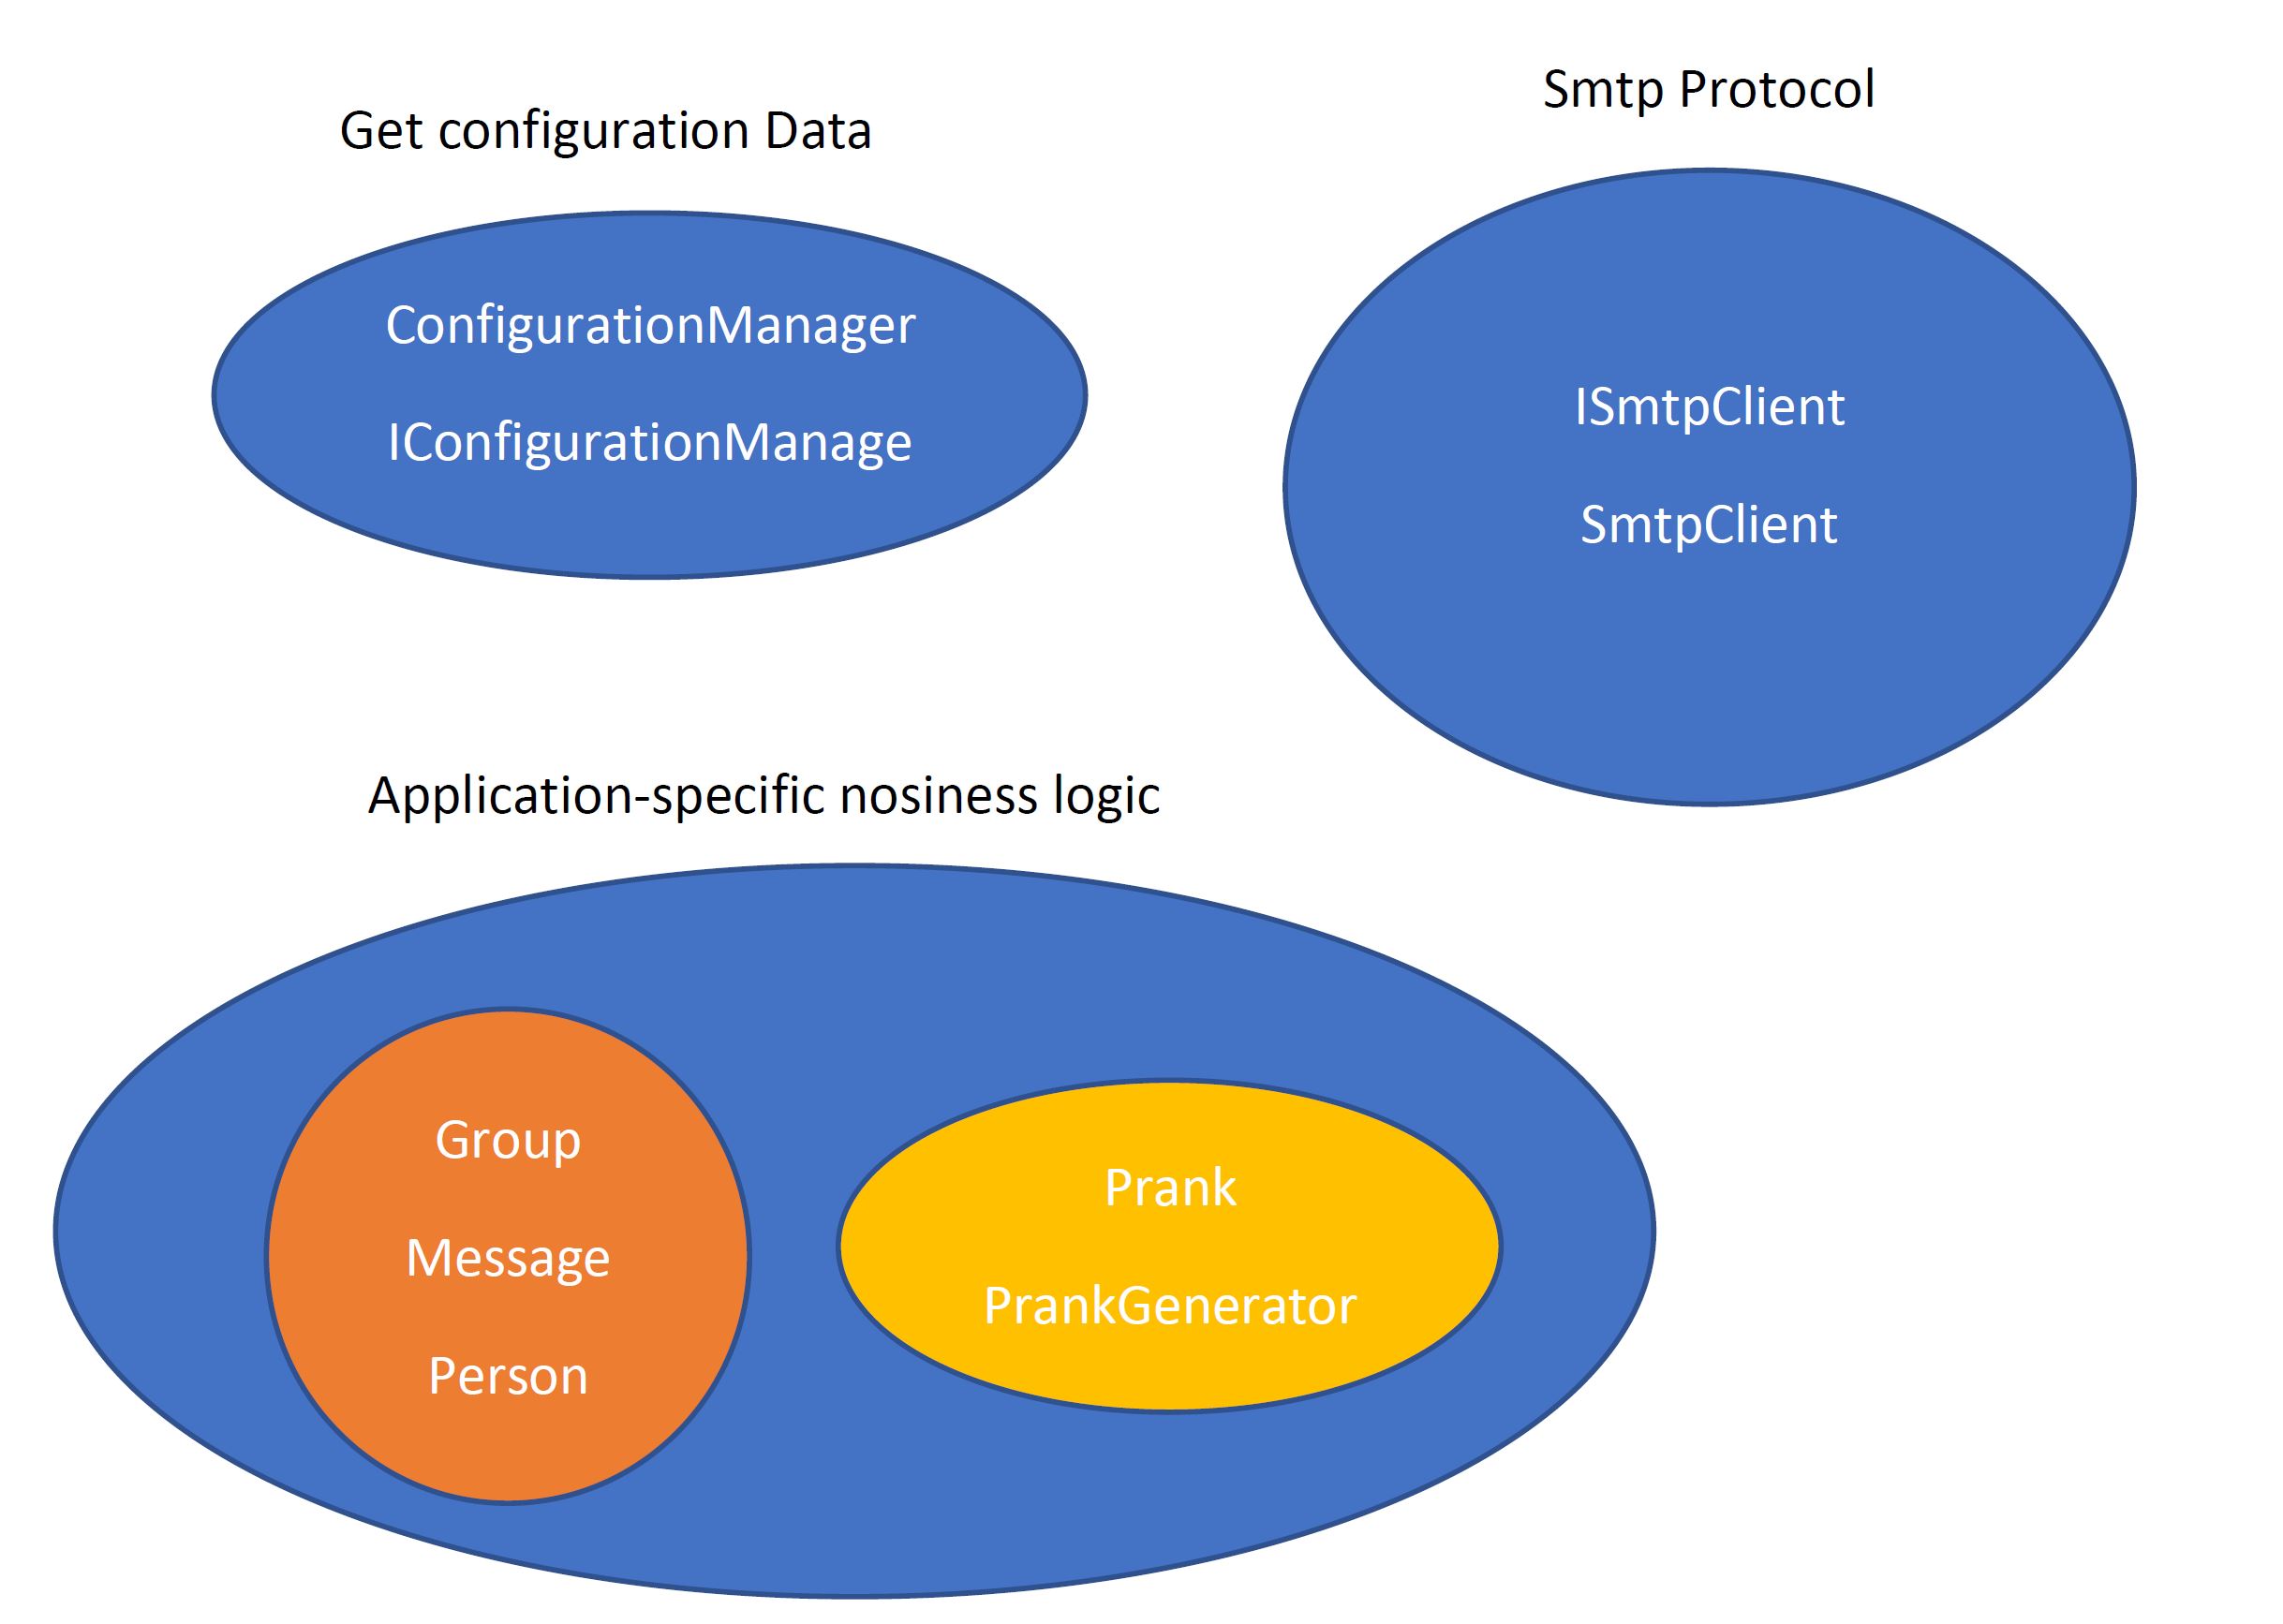 Get configuration Data
ConfigurationManager
IConfigurationManage
Smtp Protocol
ISmtpClient
SmtpClient
Application-specific nosiness logic
Group
Message
Person
Prank
PrankGenerator